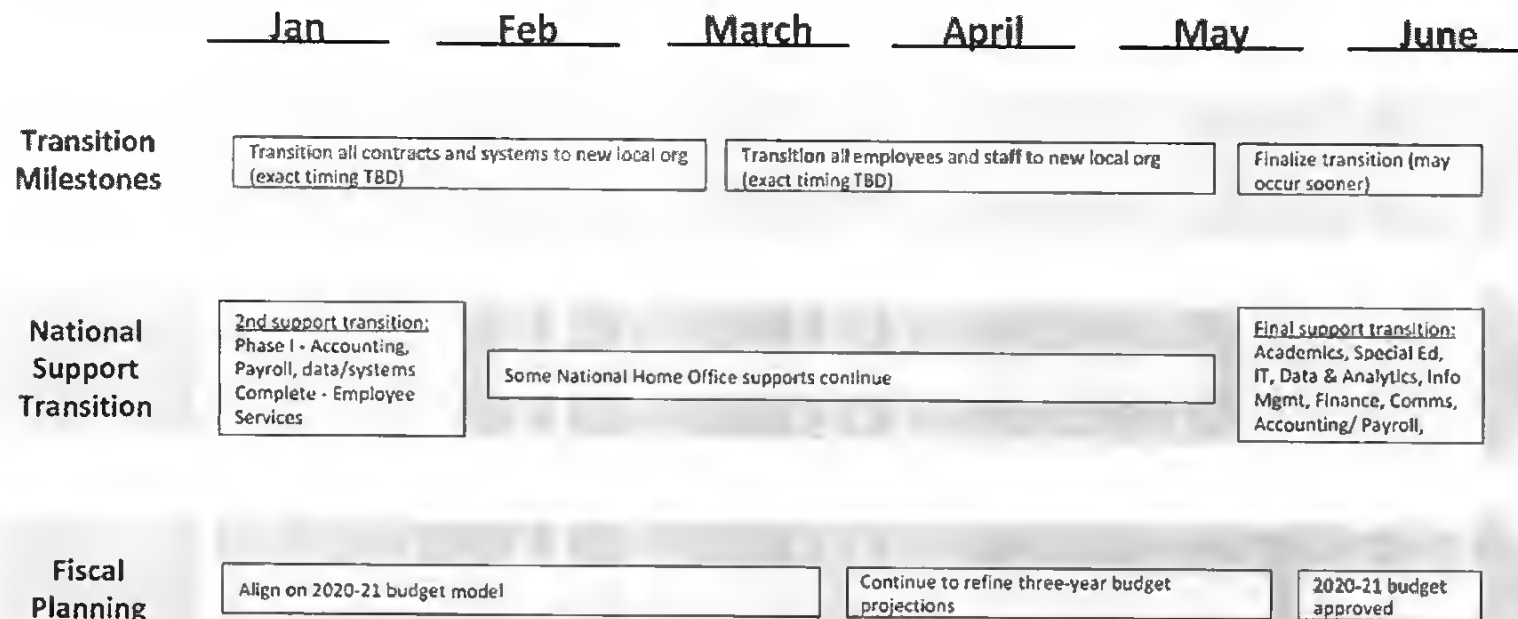 Jan Feb March April May June
Transition
Milestones
Transition all contracts and systems to new local org
(exact timing TBD)
Transition all employees and staff to new local org
(exact timing TBD)
Finalize transition (may
occur sooner)
National
Support
Transition
2nd support transition:
Phase I - Accounting,
Payroll, data/systems
Complete - Employee
Services
Some National Home Office supports continue
Final support transition:
Academics, Special Ed,
IT, Data & Analytics, Info
Mgmt, Finance, Comms,
Accounting/ Payroll,
Fiscal
Planning
Align on 2020-21 budget model
Continue to refine three-year budget
projections
2020-21 budget
approved